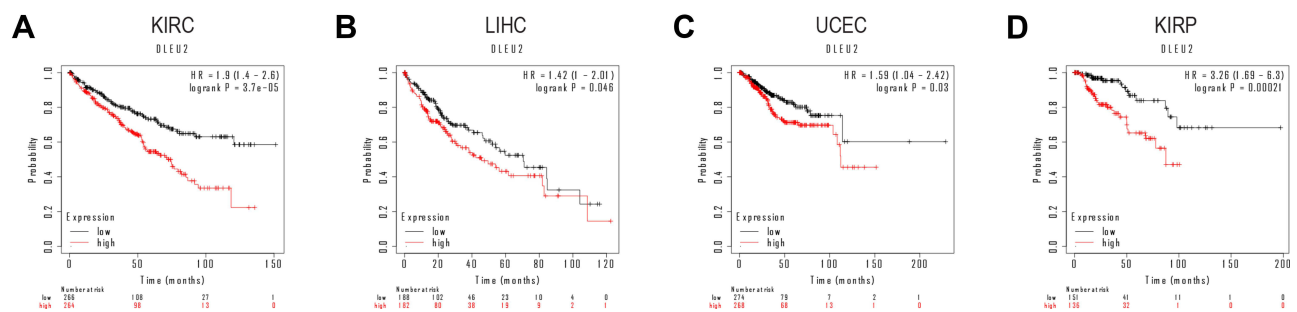 A
KIRC
DLEU2
HR = 1.9 (1.4 - 2.6)
logrank P = 3.7e-05
Probability
1.0
0.8
0.6
0.4
0.2
0.0
Expression
low
high
0 50 100 150
Time (months)
Number at risk
low 266 108 27 1
high 264 98 13 0
B
LIHC
DLEU2
HR = 1.42 (1 - 2.01)
logrank P = 0.046
Probability
1.0
0.8
0.6
0.4
0.2
0.0
Expression
low
high
0 20 40 60 80 100 120
Time (months)
Number at risk
low 188 102 46 23 10 4 0
high 182 80 38 19 9 2 1
C
UCEC
DLEU2
HR = 1.59 (1.04 - 2.42)
logrank P = 0.03
Probability
1.0
0.8
0.6
0.4
0.2
0.0
Expression
low
high
0 50 100 150 200
Time (months)
Number at risk
low 274 79 7 2 1
high 268 68 13 1 0
D
KIRP
DLEU2
HR = 3.26 (1.69 - 6.3)
logrank P = 0.00021
Probability
1.0
0.8
0.6
0.4
0.2
0.0
Expression
low
high
0 50 100 150 200
Time (months)
Number at risk
low 151 41 11 1 0
high 136 32 1 0 0